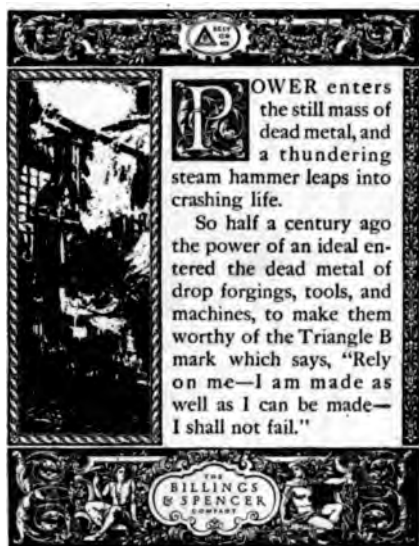 RELY
ON
ME
POWER enters
the still mass of
dead metal, and
a thundering
steam hammer leaps into
crashing life.
So half a century ago
the power of an ideal en-
tered the dead metal of
drop forgings, tools, and
machines, to make them
worthy of the Triangle B
mark which says, “Rely
on me—I am made as
well as I can be made—
I shall not fail.”
THE
BILLINGS
& SPENCER
COMPANY